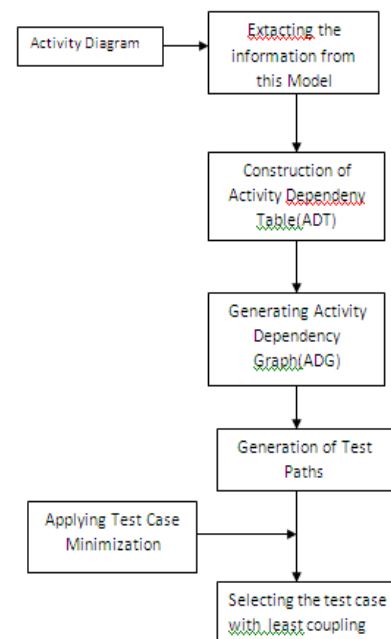 Activity Diagram
Extacting the
information from
this Model
Construction of
Activity Dependeny
Table(ADT)
Generating Activity
Dependency
Graph(ADG)
Generation of Test
Paths
Applying Test Case
Minimization
Selecting the test case
with least coupling